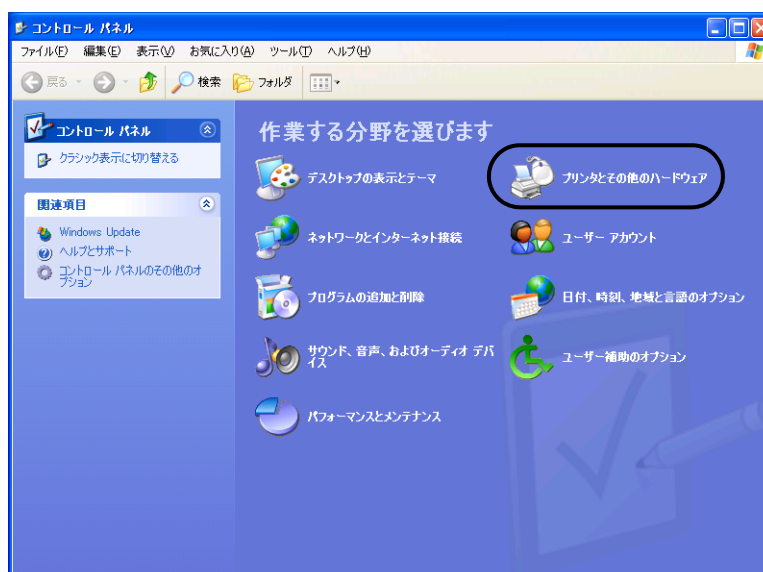 コントロール パネル
ファイル(F) 編集(E) 表示(V) お気に入り(A) ツール(T) ヘルプ(H)
戻る 検索 フォルダ
コントロール パネル
クラシック表示に切り替える
関連項目
Windows Update
ヘルプとサポート
コントロール パネルのその他のオ
プション
作業する分野を選びます
デスクトップの表示とテーマ
プリンタとその他のハードウェア
ネットワークとインターネット接続
ユーザー アカウント
プログラムの追加と削除
日付、時刻、地域と言語のオプション
サウンド、音声、およびオーディオ デバ
イス
ユーザー補助のオプション
パフォーマンスとメンテナンス